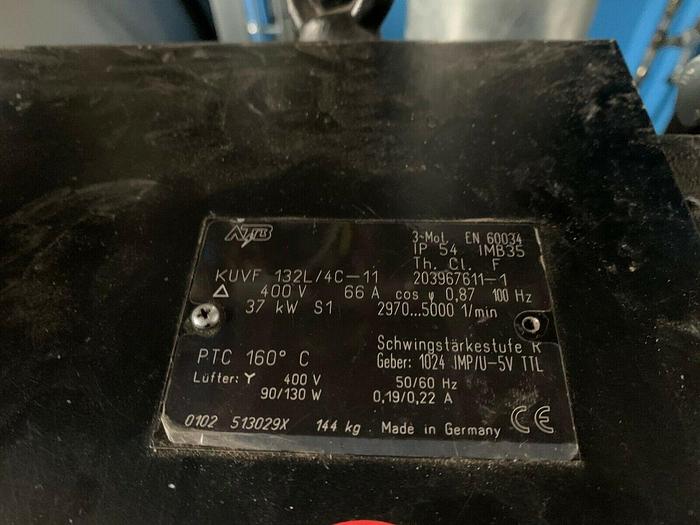 ATB
3~Mot. EN 60034
IP 54 IMB35
Th. Cl. F
KUVF 132L/4C-11 203967611-1
△ 400 V 66 A cos φ 0,87 100 Hz
37 kW S1 2970...5000 1/min
Schwingstärkestufe R
PTC 160° C Geber: 1024 IMP/U-5V TTL
Lüfter: Y 400 V 50/60 Hz
90/130 W 0,19/0,22 A
0102 513029X 144 kg Made in Germany CE